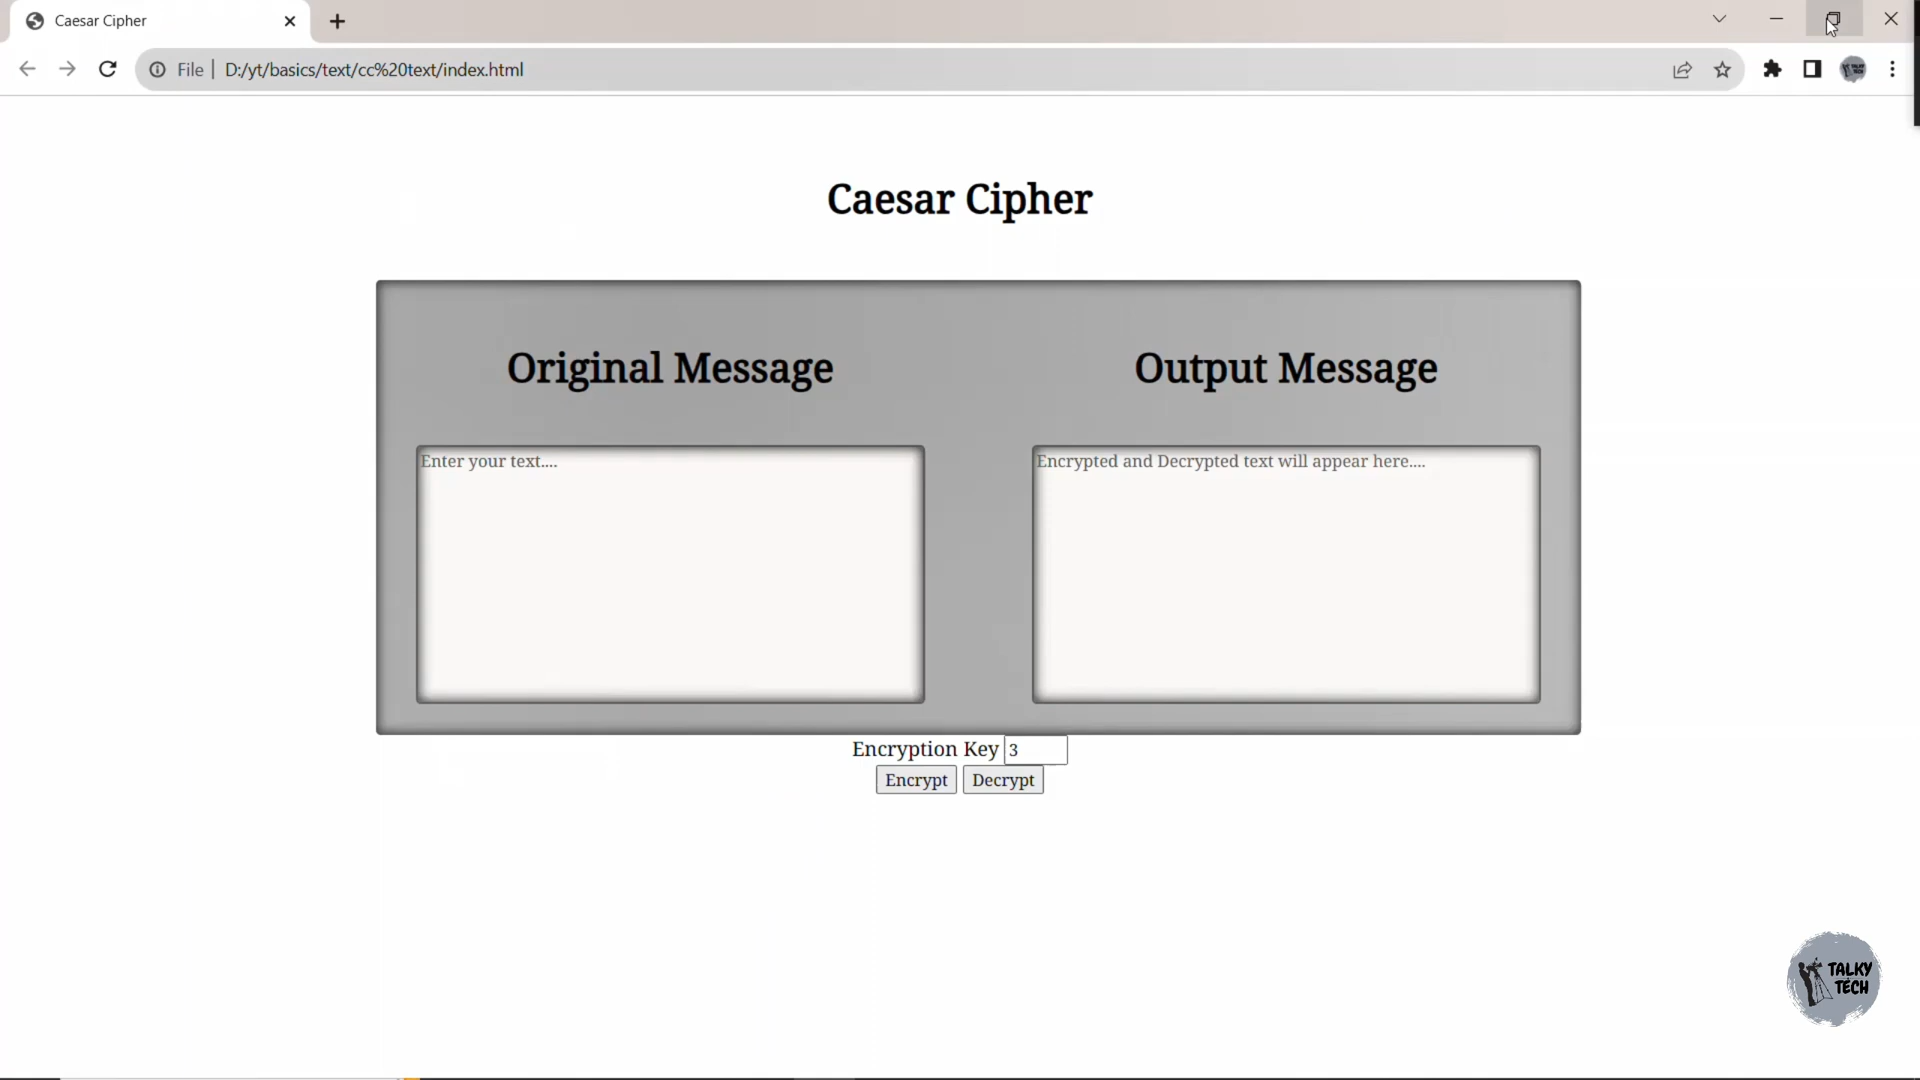 Caesar Cipher
File | D:/yt/basics/text/cc%20text/index.html
Caesar Cipher
Original Message
Output Message
Enter your text....
Encrypted and Decrypted text will appear here....
Encryption Key 3
Encrypt Decrypt
TALKY
TECH